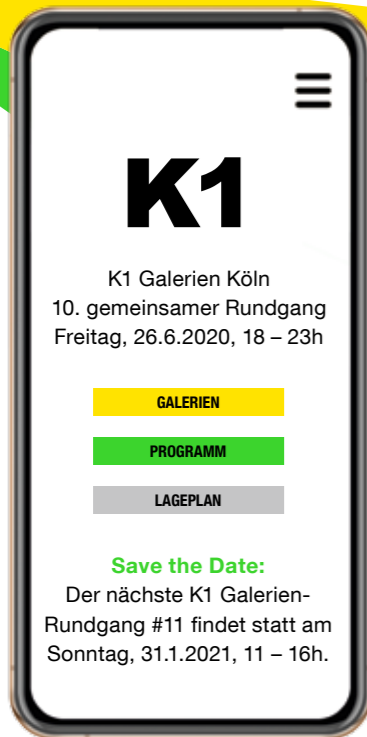 K1
K1 Galerien Köln
10. gemeinsamer Rundgang
Freitag, 26.6.2020, 18 – 23h
GALERIEN
PROGRAMM
LAGEPLAN
Save the Date:
Der nächste K1 Galerien-
Rundgang #11 findet statt am
Sonntag, 31.1.2021, 11 – 16h.